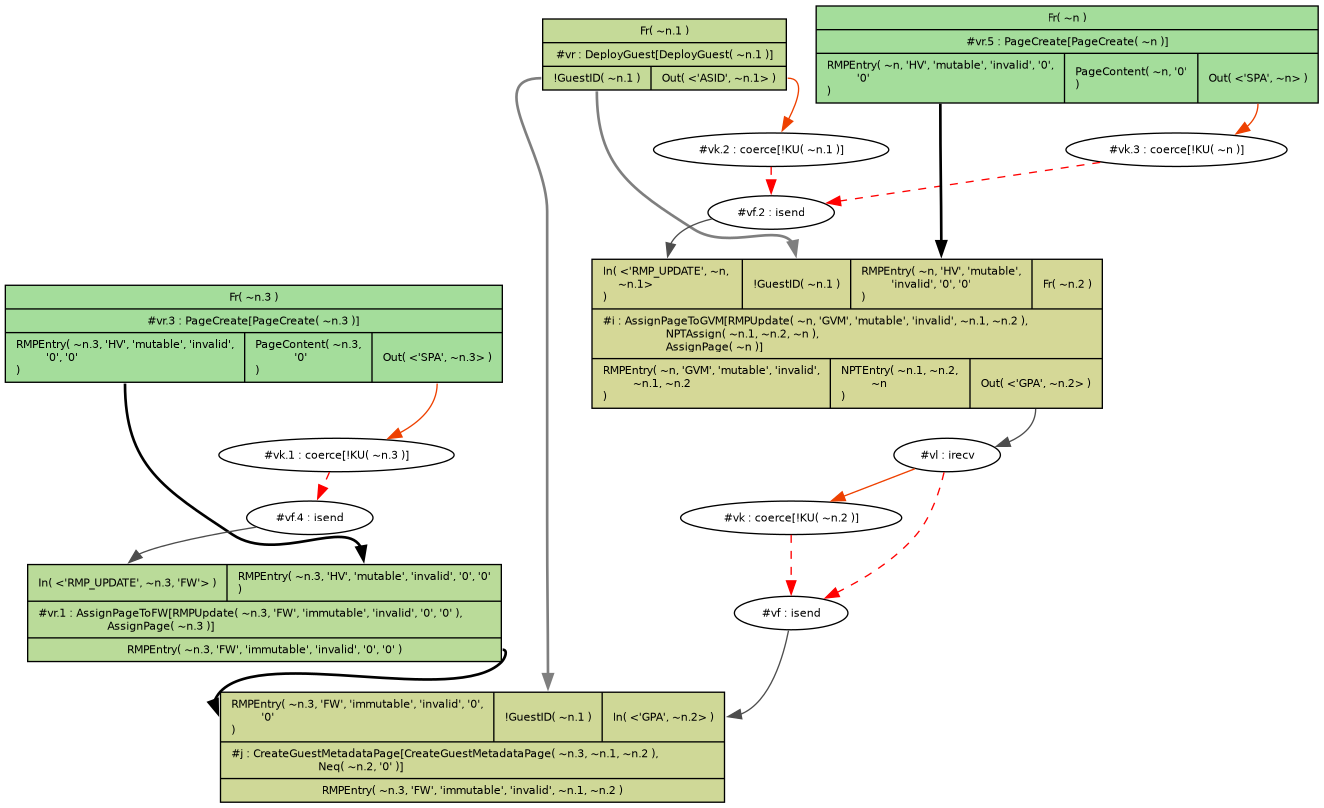 Fr( ~n.1 )
#vr : DeployGuest[DeployGuest( ~n.1 )]
!GuestID( ~n.1 )
Out( <'ASID', ~n.1> )
Fr( ~n )
#vr.5 : PageCreate[PageCreate( ~n )]
RMPEntry( ~n, 'HV', 'mutable', 'invalid', '0',
'0'
)
PageContent( ~n, '0'
)
Out( <'SPA', ~n> )
#vk.2 : coerce[!KU( ~n.1 )]
#vk.3 : coerce[!KU( ~n )]
#vf.2 : isend
In( <'RMP_UPDATE', ~n,
~n.1>
)
!GuestID( ~n.1 )
RMPEntry( ~n, 'HV', 'mutable',
'invalid', '0', '0'
)
Fr( ~n.2 )
#i : AssignPageToGVM[RMPUpdate( ~n, 'GVM', 'mutable', 'invalid', ~n.1, ~n.2 ),
NPTAssign( ~n.1, ~n.2, ~n ),
AssignPage( ~n )]
RMPEntry( ~n, 'GVM', 'mutable', 'invalid',
~n.1, ~n.2
)
NPTEntry( ~n.1, ~n.2,
~n
)
Out( <'GPA', ~n.2> )
Fr( ~n.3 )
#vr.3 : PageCreate[PageCreate( ~n.3 )]
RMPEntry( ~n.3, 'HV', 'mutable', 'invalid',
'0', '0'
)
PageContent( ~n.3,
'0'
)
Out( <'SPA', ~n.3> )
#vk.1 : coerce[!KU( ~n.3 )]
#vl : irecv
#vf.4 : isend
#vk : coerce[!KU( ~n.2 )]
In( <'RMP_UPDATE', ~n.3, 'FW'> )
RMPEntry( ~n.3, 'HV', 'mutable', 'invalid', '0', '0'
)
#vr.1 : AssignPageToFW[RMPUpdate( ~n.3, 'FW', 'immutable', 'invalid', '0', '0' ),
AssignPage( ~n.3 )]
RMPEntry( ~n.3, 'FW', 'immutable', 'invalid', '0', '0' )
#vf : isend
RMPEntry( ~n.3, 'FW', 'immutable', 'invalid', '0',
'0'
)
!GuestID( ~n.1 )
In( <'GPA', ~n.2> )
#j : CreateGuestMetadataPage[CreateGuestMetadataPage( ~n.3, ~n.1, ~n.2 ),
Neq( ~n.2, '0' )]
RMPEntry( ~n.3, 'FW', 'immutable', 'invalid', ~n.1, ~n.2 )